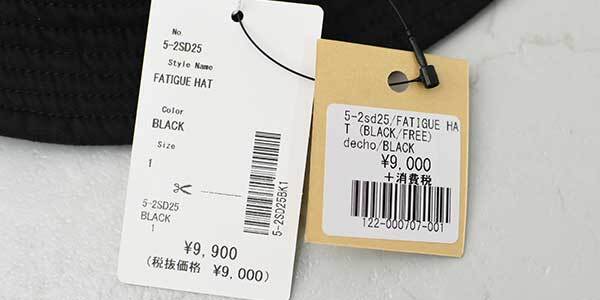 No
5-2SD25
Style Name
FATIGUE HAT
Color
BLACK
Size
1
5-2SD25
BLACK
1
5-2SD25BK1
¥9,900
(税抜価格 ¥9,000)
5-2sd25/FATIGUE HA
T (BLACK/FREE)
decho/BLACK
¥9,000
+消費税
122-000707-001